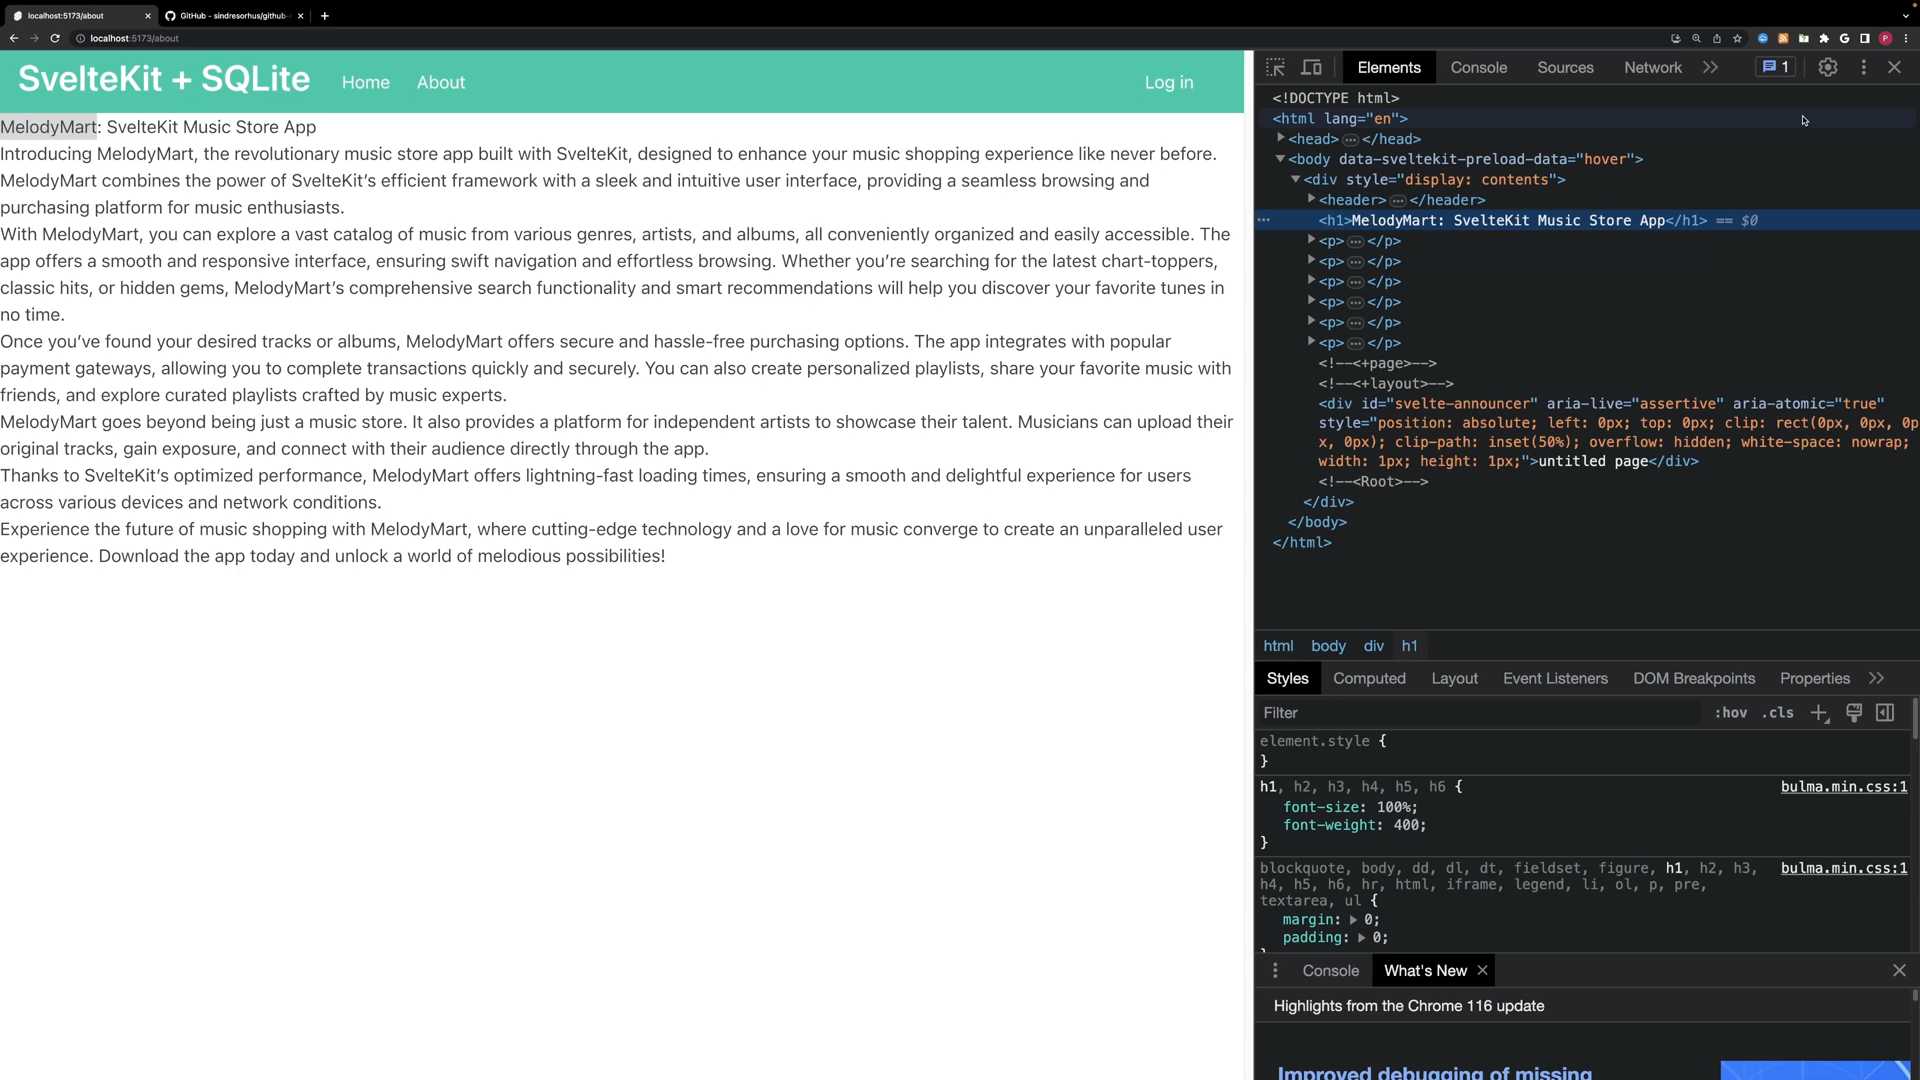 localhost:5173/about
GitHub - sindresorhus/github-
localhost:5173/about
SvelteKit + SQLite Home About Log in
MelodyMart: SvelteKit Music Store App
Introducing MelodyMart, the revolutionary music store app built with SvelteKit, designed to enhance your music shopping experience like never before.
MelodyMart combines the power of SvelteKit’s efficient framework with a sleek and intuitive user interface, providing a seamless browsing and
purchasing platform for music enthusiasts.
With MelodyMart, you can explore a vast catalog of music from various genres, artists, and albums, all conveniently organized and easily accessible. The
app offers a smooth and responsive interface, ensuring swift navigation and effortless browsing. Whether you’re searching for the latest chart-toppers,
classic hits, or hidden gems, MelodyMart’s comprehensive search functionality and smart recommendations will help you discover your favorite tunes in
no time.
Once you’ve found your desired tracks or albums, MelodyMart offers secure and hassle-free purchasing options. The app integrates with popular
payment gateways, allowing you to complete transactions quickly and securely. You can also create personalized playlists, share your favorite music with
friends, and explore curated playlists crafted by music experts.
MelodyMart goes beyond being just a music store. It also provides a platform for independent artists to showcase their talent. Musicians can upload their
original tracks, gain exposure, and connect with their audience directly through the app.
Thanks to SvelteKit’s optimized performance, MelodyMart offers lightning-fast loading times, ensuring a smooth and delightful experience for users
across various devices and network conditions.
Experience the future of music shopping with MelodyMart, where cutting-edge technology and a love for music converge to create an unparalleled user
experience. Download the app today and unlock a world of melodious possibilities!
Elements Console Sources Network 1
<!DOCTYPE html>
<html lang="en">
<head>…</head>
<body data-sveltekit-preload-data="hover">
<div style="display: contents">
<header>…</header>
<h1>MelodyMart: SvelteKit Music Store App</h1> == $0
<p>…</p>
<p>…</p>
<p>…</p>
<p>…</p>
<p>…</p>
<p>…</p>
<!--<+page>-->
<!--<+layout>-->
<div id="svelte-announcer" aria-live="assertive" aria-atomic="true"
style="position: absolute; left: 0px; top: 0px; clip: rect(0px, 0px, 0p
x, 0px); clip-path: inset(50%); overflow: hidden; white-space: nowrap;
width: 1px; height: 1px;">untitled page</div>
<!--<Root>-->
</div>
</body>
</html>
html body div h1
Styles Computed Layout Event Listeners DOM Breakpoints Properties
Filter :hov .cls
element.style {
}
h1, h2, h3, h4, h5, h6 { bulma.min.css:1
font-size: 100%;
font-weight: 400;
}
blockquote, body, dd, dl, dt, fieldset, figure, h1, h2, h3, bulma.min.css:1
h4, h5, h6, hr, html, iframe, legend, li, ol, p, pre,
textarea, ul {
margin: 0;
padding: 0;
Console What's New
Highlights from the Chrome 116 update
Improved debugging of missing